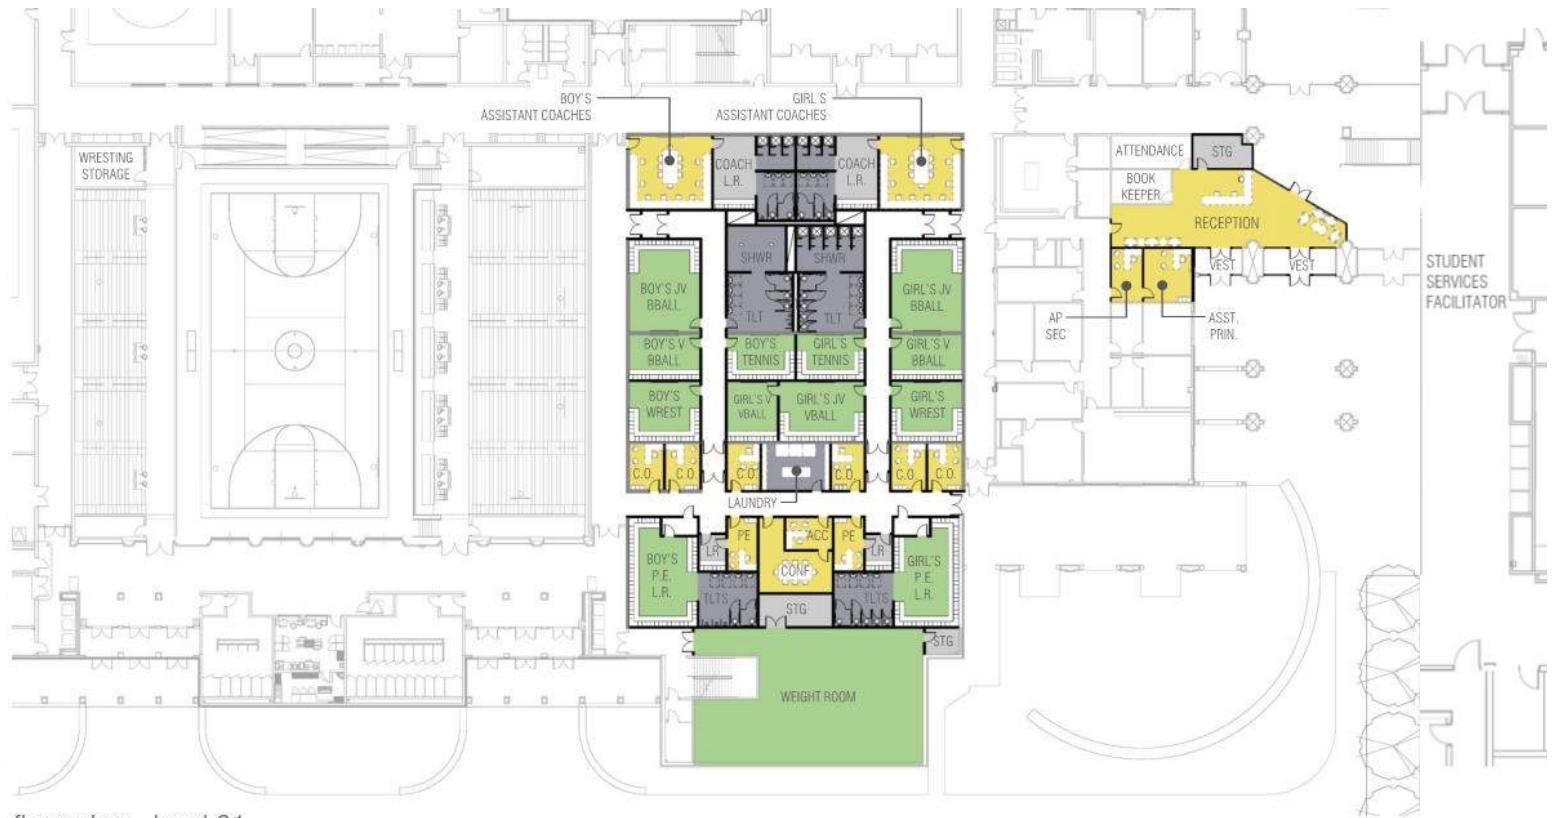 BOY'S
ASSISTANT COACHES
GIRL'S
ASSISTANT COACHES
WRESTING
STORAGE
COACH
L.R.
COACH
L.R.
ATTENDANCE
STG
BOOK
KEEPER
RECEPTION
SHWR
SHWR
VEST
VEST
STUDENT
SERVICES
FACILITATOR
BOY'S JV
BBALL
GIRL'S JV
BBALL
TLT
TLT
AP
SEC
ASST.
PRIN.
BOY'S V
BBALL
BOY'S
TENNIS
GIRL'S
TENNIS
GIRL'S V
BBALL
BOY'S
WREST
GIRL'S V
VBALL
GIRL'S JV
VBALL
GIRL'S
WREST
C.O.
C.O.
C.O.
C.O.
C.O.
C.O.
LAUNDRY
PE
ACC
PE
LR
LR
BOY'S
P.E.
L.R.
CONF
GIRL'S
P.E.
L.R.
TLTS
TLTS
STG
STG
WEIGHT ROOM